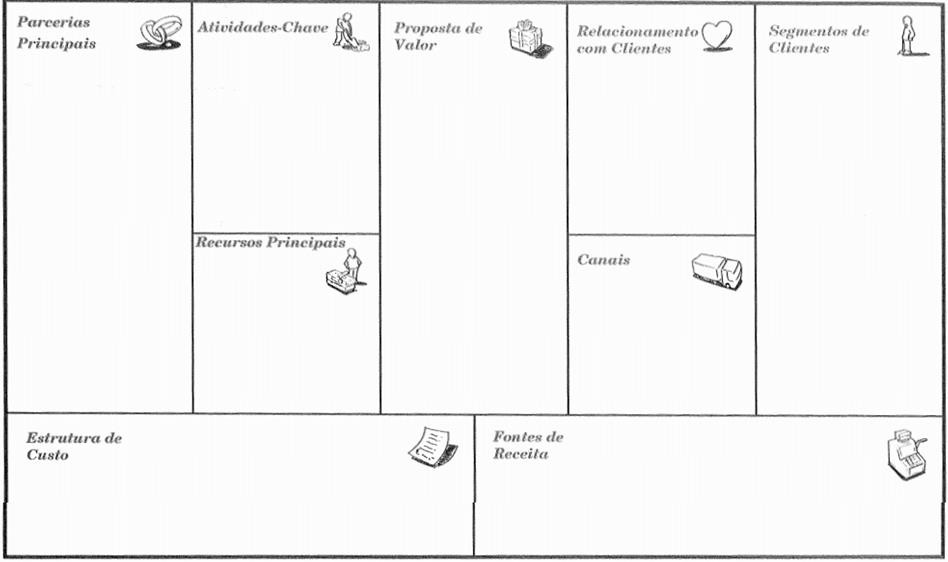 Parcerias
Principais
Atividades-Chave
Recursos Principais
Proposta de
Valor
Relacionamento
com Clientes
Canais
Segmentos de
Clientes
Estrutura de
Custo
Fontes de
Receita